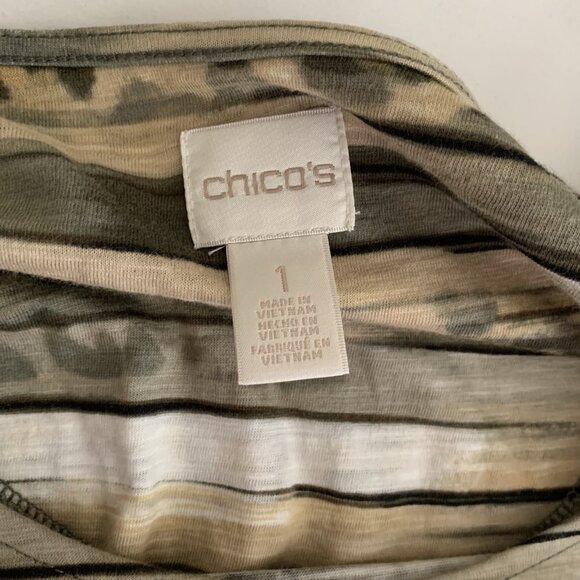 chico's
1
MADE IN
VIETNAM
HECHO EN
VIETNAM
FABRIQUÉ EN
VIETNAM